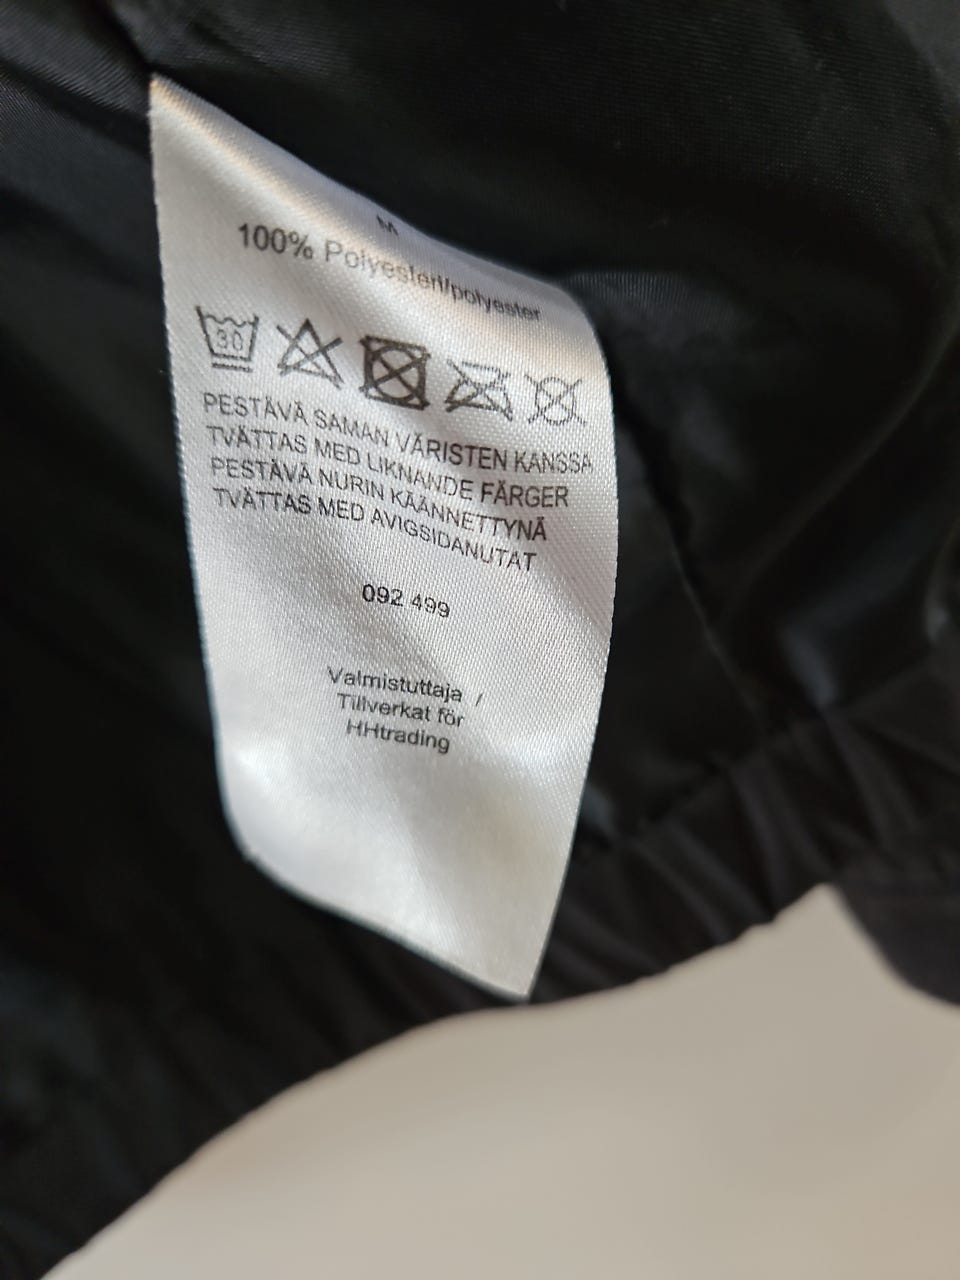 M
100% Polyesteri/polyester
30
PESTÄVÄ SAMAN VÄRISTEN KANSSA
TVÄTTAS MED LIKNANDE FÄRGER
PESTÄVÄ NURIN KÄÄNNETTYNÄ
TVÄTTAS MED AVIGSIDANUTAT
092 499
Valmistuttaja /
Tillverkat för
HHtrading